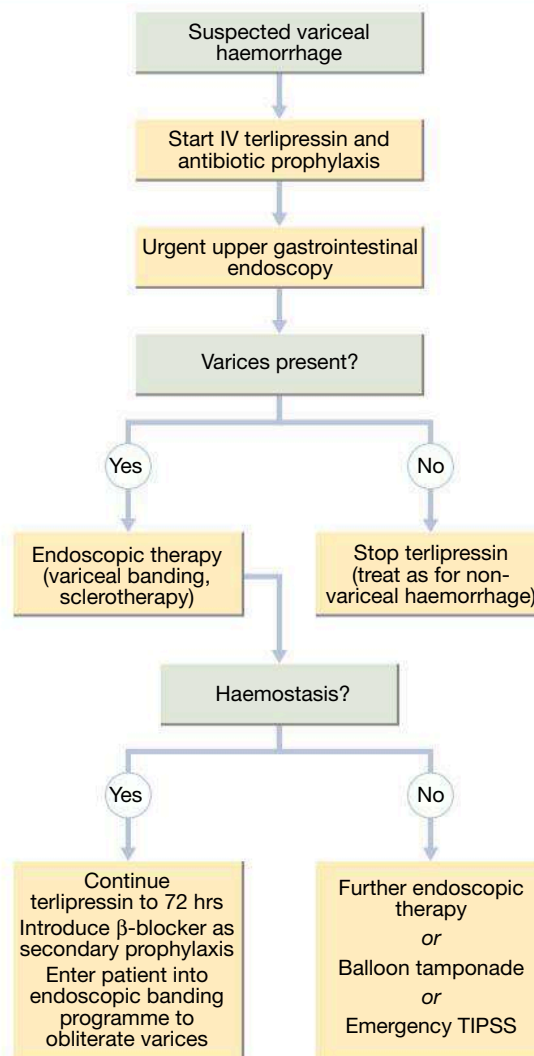 Suspected variceal
haemorrhage
Start IV terlipressin and
antibiotic prophylaxis
Urgent upper gastrointestinal
endoscopy
Varices present?
Yes
No
Endoscopic therapy
(variceal banding,
sclerotherapy)
Stop terlipressin
(treat as for non-
variceal haemorrhage)
Haemostasis?
Yes
No
Continue
terlipressin to 72 hrs
Introduce β-blocker as
secondary prophylaxis
Enter patient into
endoscopic banding
programme to
obliterate varices
Further endoscopic
therapy
or
Balloon tamponade
or
Emergency TIPSS